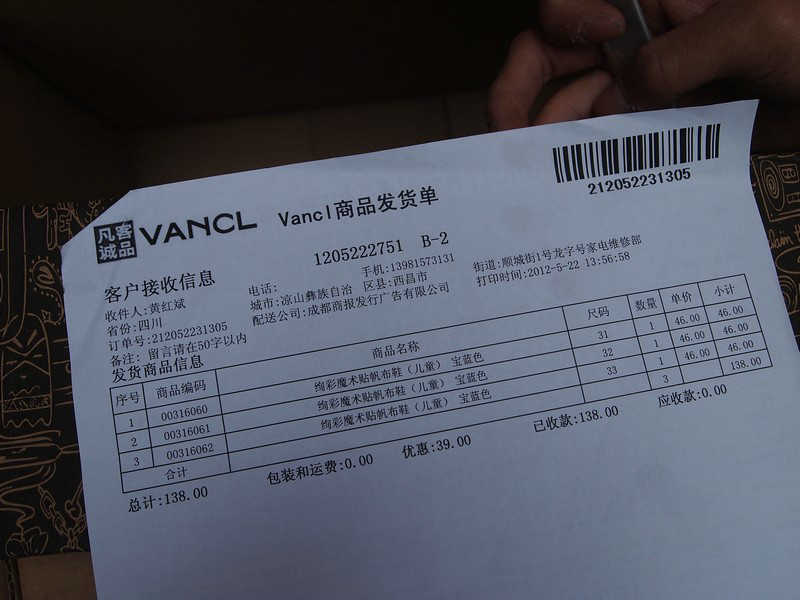 凡客诚品 VANCL Vancl商品发货单
212052231305
1205222751 B-2
客户接收信息
收件人:黄红斌 电话: 手机:13981573131 街道:顺城街1号龙字号家电维修部
省份:四川 城市:凉山彝族自治 区县:西昌市 打印时间:2012-5-22 13:56:58
订单号:212052231305 配送公司:成都商报发行广告有限公司
备注: 留言请在50字以内
发货商品信息
序号 商品编码 商品名称 尺码 数量 单价 小计
1 00316060 绚彩魔术贴帆布鞋（儿童） 宝蓝色 31 1 46.00 46.00
2 00316061 绚彩魔术贴帆布鞋（儿童） 宝蓝色 32 1 46.00 46.00
3 00316062 绚彩魔术贴帆布鞋（儿童） 宝蓝色 33 1 46.00 46.00
合计 3 138.00
总计:138.00 包装和运费:0.00 优惠:39.00 已收款:138.00 应收款:0.00